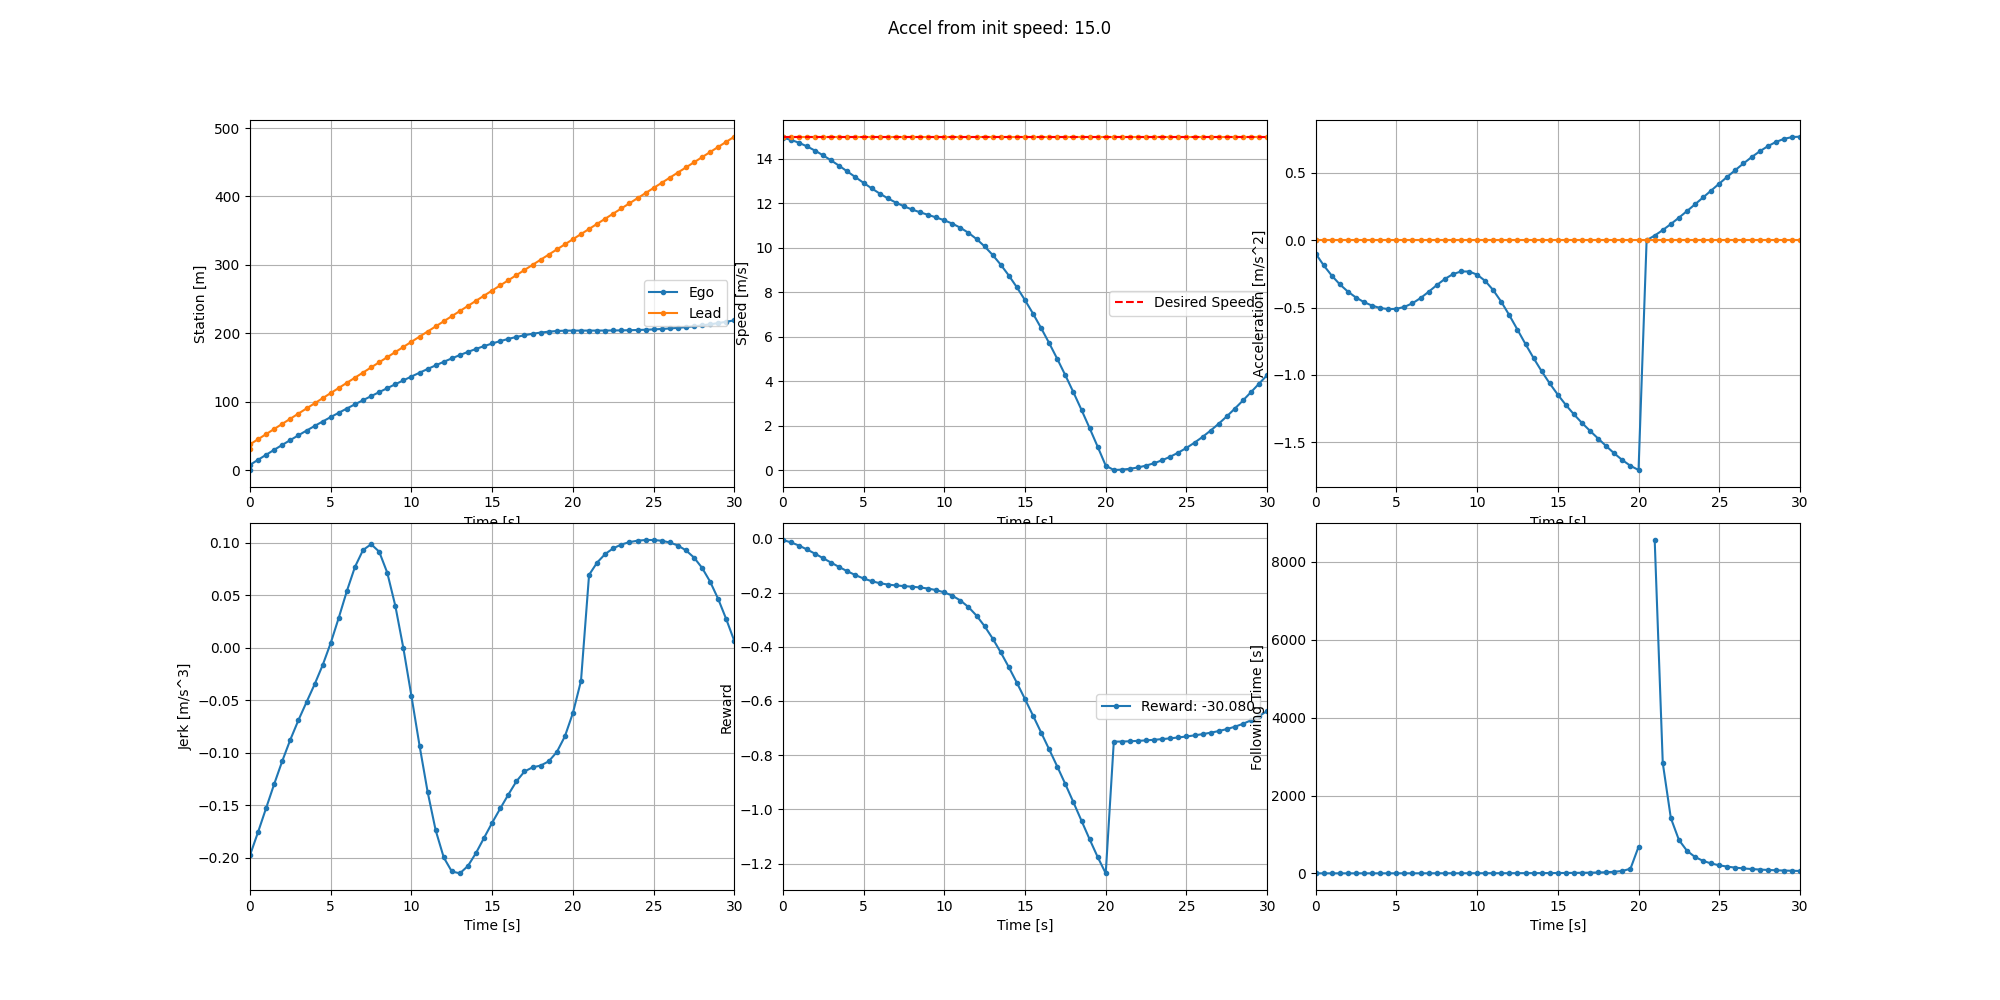 Accel from init speed: 15.0
Station [m]
500
400
300
200
100
0
Ego
Lead
0 5 10 15 20 25 30
Time [s]
Speed [m/s]
14
12
10
8
6
4
2
0
Desired Speed
0 5 10 15 20 25 30
Time [s]
Acceleration [m/s^2]
0.5
0.0
−0.5
−1.0
−1.5
0 5 10 15 20 25 30
Time [s]
Jerk [m/s^3]
0.10
0.05
0.00
−0.05
−0.10
−0.15
−0.20
0 5 10 15 20 25 30
Time [s]
Reward
0.0
−0.2
−0.4
−0.6
−0.8
−1.0
−1.2
Reward: -30.080
0 5 10 15 20 25 30
Time [s]
Following Time [s]
8000
6000
4000
2000
0
0 5 10 15 20 25 30
Time [s]